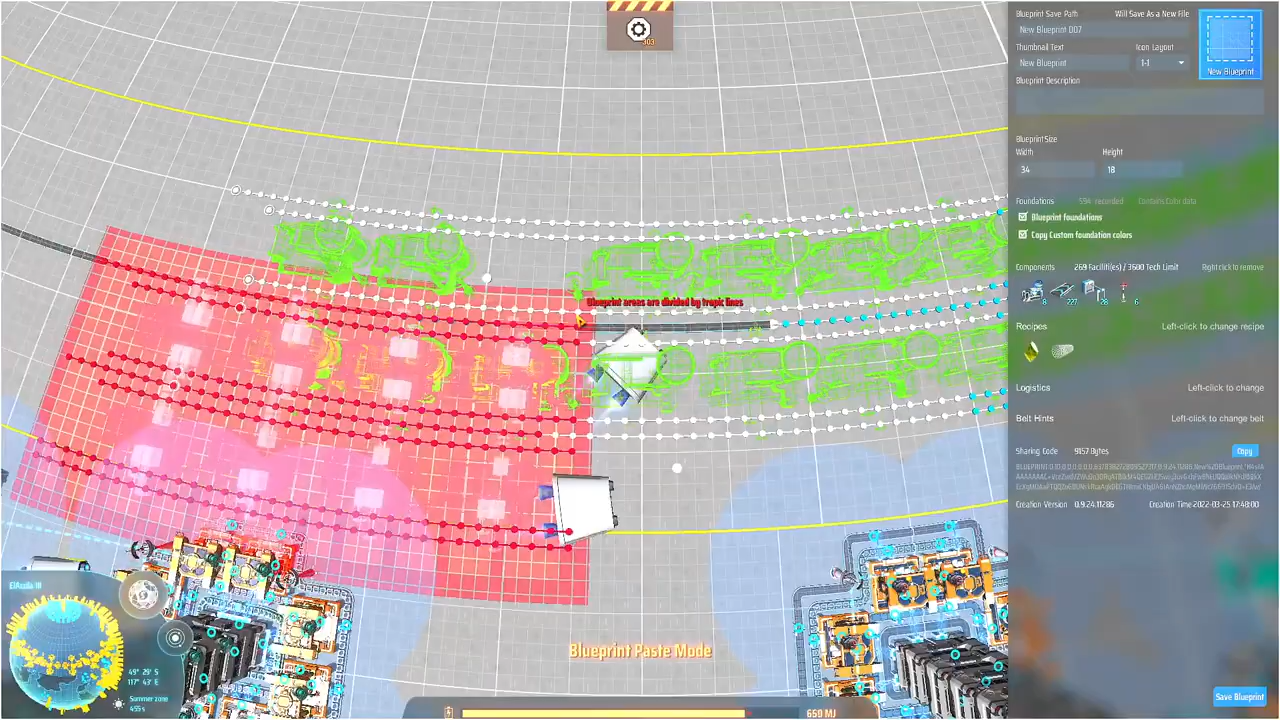 303
Blueprint Save Path
Will Save As a New File
New Blueprint 007
Thumbnail Text
Icon Layout
New Blueprint
1-1
New Blueprint
Blueprint Description
Blueprint Size
Width
Height
34
18
Foundations
Contains Color data
Blueprint foundations
Copy Custom foundation colors
Components
269 Facility(ies) / 3600 Tech Limit
Right click to remove
8
227
28
6
Blueprint areas are divided by tropic lines
Recipes
Left-click to change recipe
Logistics
Left-click to change
Belt Hints
Left-click to change belt
Sharing Code
9157 Bytes
Copy
Creation Version
0.9.24.11286
Creation Time:2022-03-25 17:48:00
49° 29' S
117° 43' E
Summer zone
455 s
Blueprint Paste Mode
659 MJ
Save Blueprint